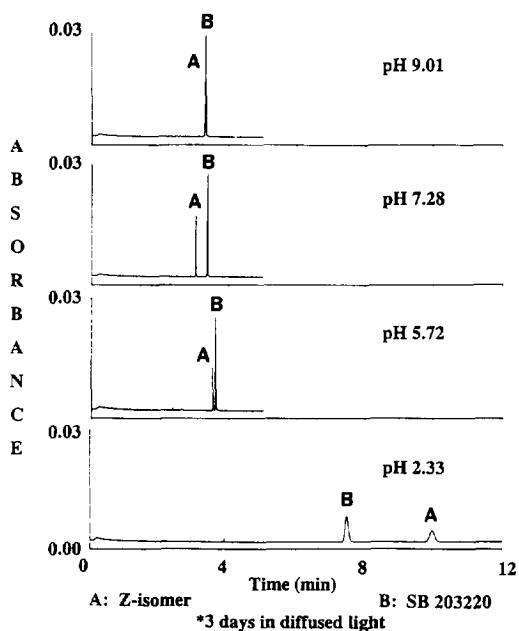 0.03
B
A
pH 9.01
0.03
B
A
pH 7.28
0.03
B
A
pH 5.72
0.03
B
A
pH 2.33
0.00
ABSORBANCE
0 4 8 12
Time (min)
A: Z-isomer B: SB 203220
*3 days in diffused light